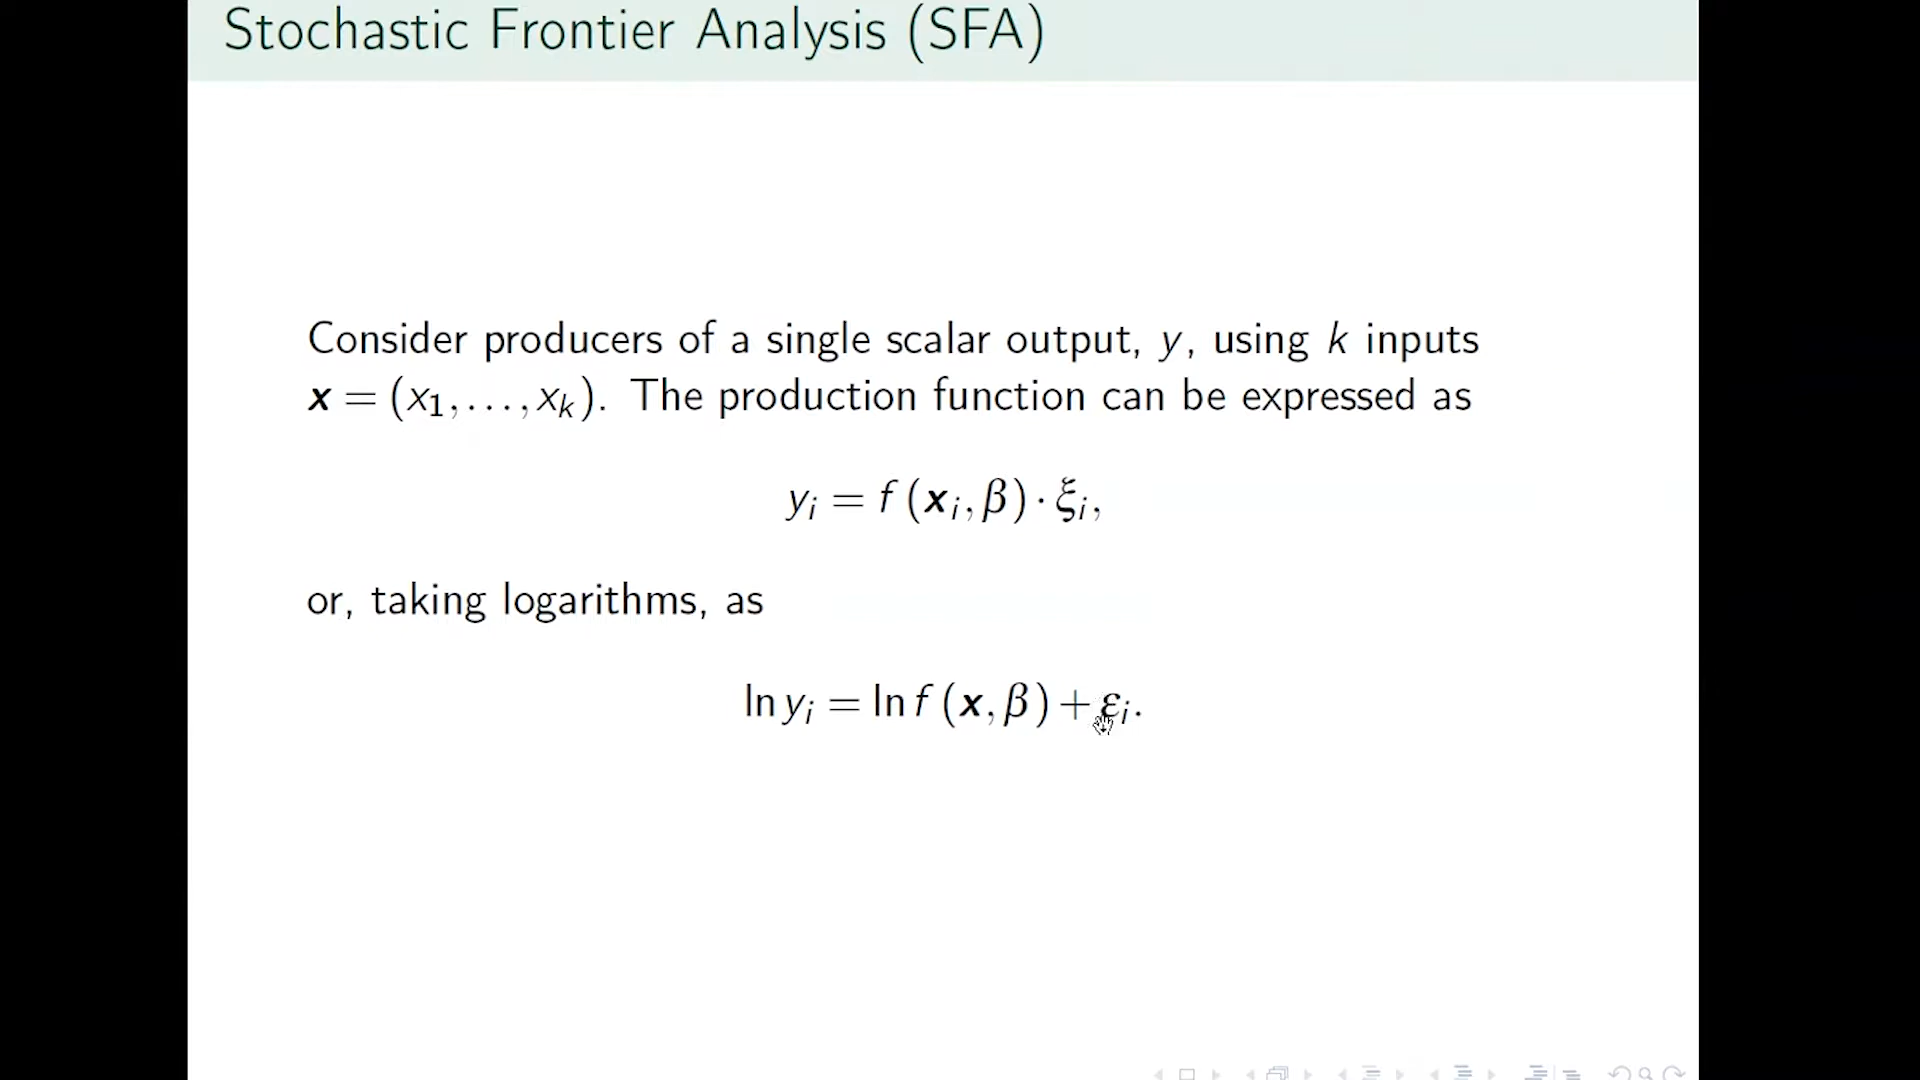 Stochastic Frontier Analysis (SFA)
Consider producers of a single scalar output, y, using k inputs
x = (x₁,...,xₖ). The production function can be expressed as
yᵢ = f (xᵢ, β) · ξᵢ,
or, taking logarithms, as
ln yᵢ = ln f (x, β) + εᵢ.